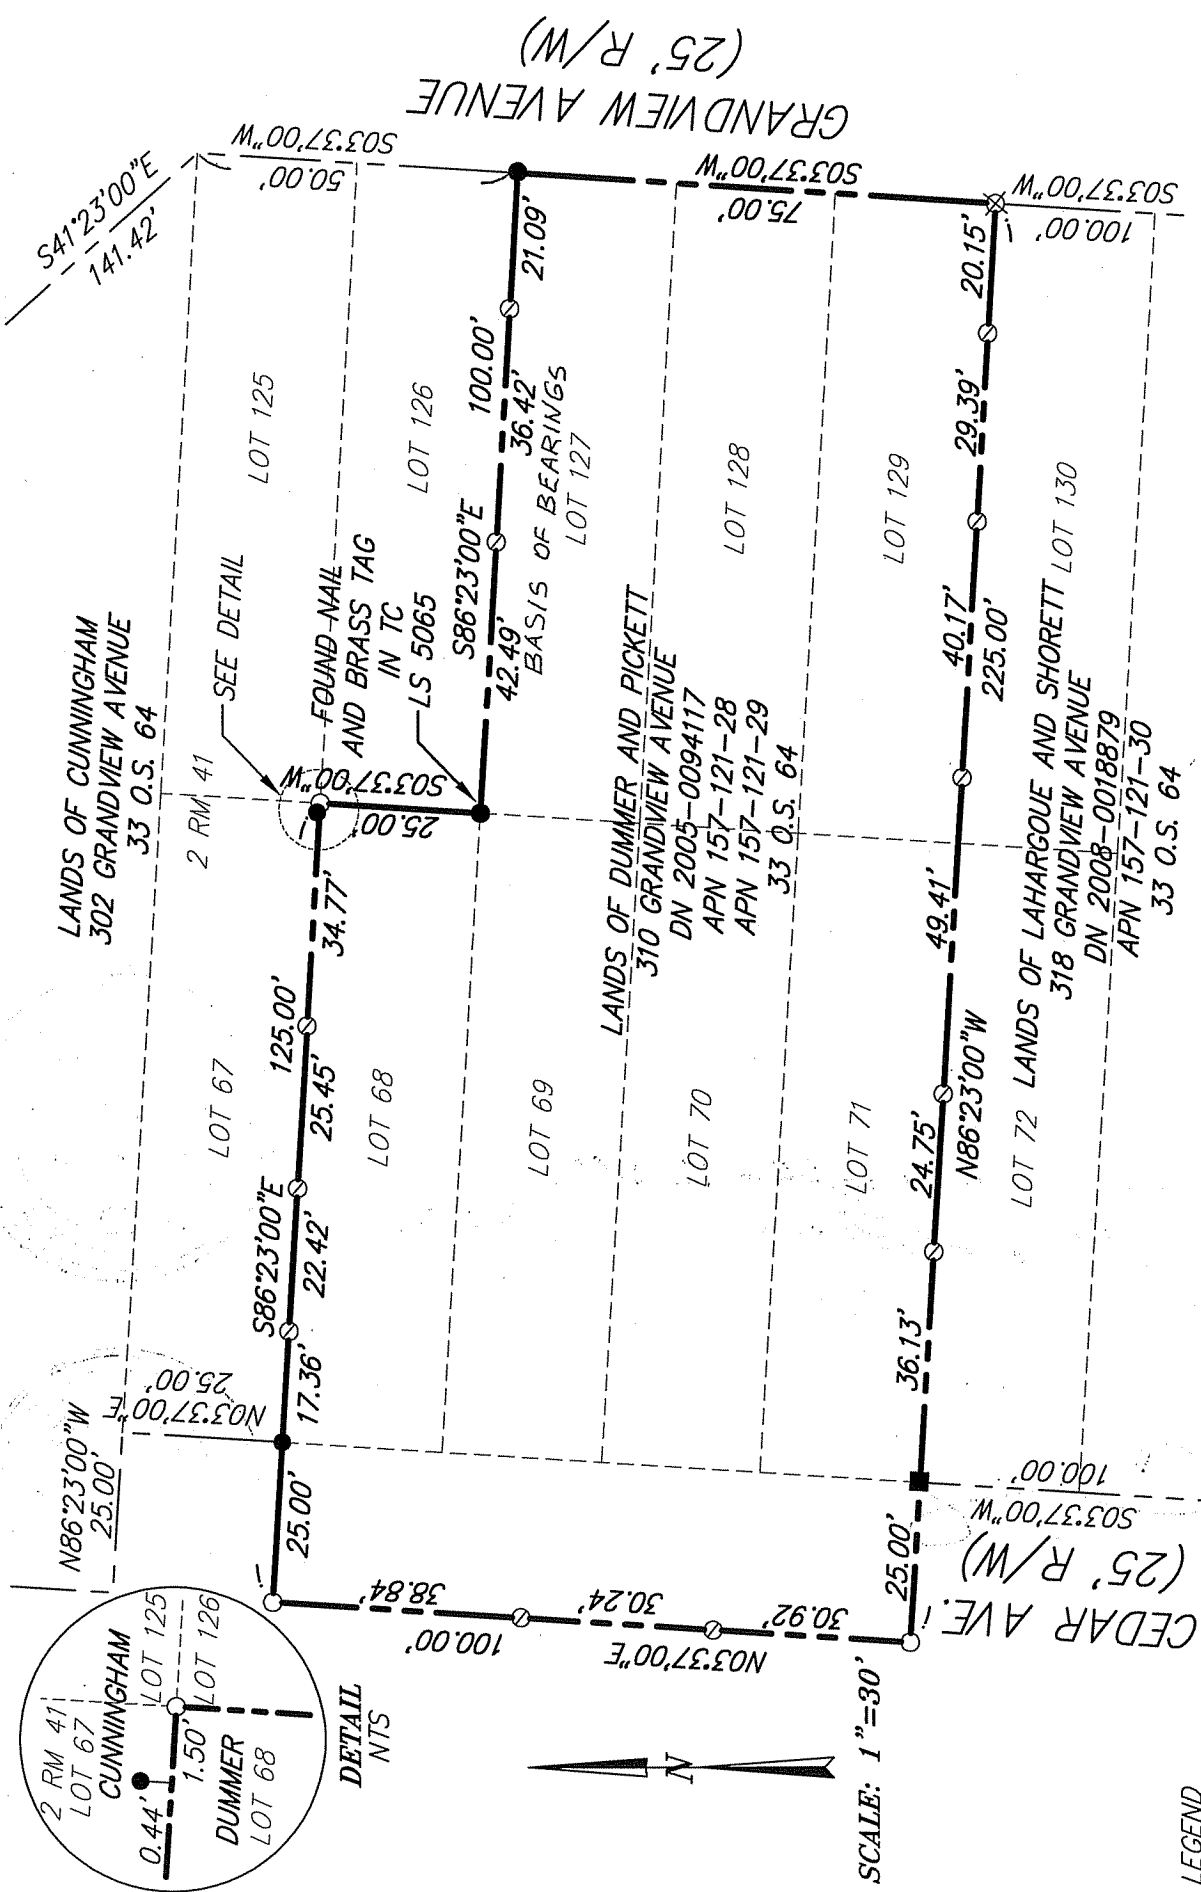 GRANDVIEW AVENUE
(25' R/W)
S41°23'00"E
141.42'
S03°37'00"W
50.00'
S03°37'00"W
75.00'
S03°37'00"W
100.00'
LANDS OF CUNNINGHAM
302 GRANDVIEW AVENUE
33 O.S. 64
2 RM 41
SEE DETAIL
LOT 125
FOUND NAIL
AND BRASS TAG
IN TC
LS 5065
LOT 126
S03°37'00"W
25.00'
S86°23'00"E
100.00'
42.49'
36.42'
21.09'
BASIS OF BEARINGS
LOT 127
LOT 128
LOT 129
LOT 130
LANDS OF DUMMER AND PICKETT
310 GRANDVIEW AVENUE
DN 2005-0094117
APN 157-121-28
APN 157-121-29
33 O.S. 64
N86°23'00"W
25.00'
N03°37'00"E
25.00'
S86°23'00"E
125.00'
25.00'
17.36'
22.42'
25.45'
34.77'
LOT 67
LOT 68
LOT 69
LOT 70
LOT 71
LOT 72
25.00'
36.13'
24.75'
49.41'
40.17'
29.39'
20.15'
N86°23'00"W
225.00'
LANDS OF LAHARGOUE AND SHORETT
318 GRANDVIEW AVENUE
DN 2008-0018879
APN 157-121-30
33 O.S. 64
N03°37'00"E
100.00'
38.84'
30.24'
30.92'
S03°37'00"W
100.00'
CEDAR AVE.
(25' R/W)
2 RM 41
LOT 67
CUNNINGHAM
LOT 125
0.44'
1.50'
LOT 126
DUMMER
LOT 68
DETAIL
NTS
N
SCALE: 1"=30'
LEGEND